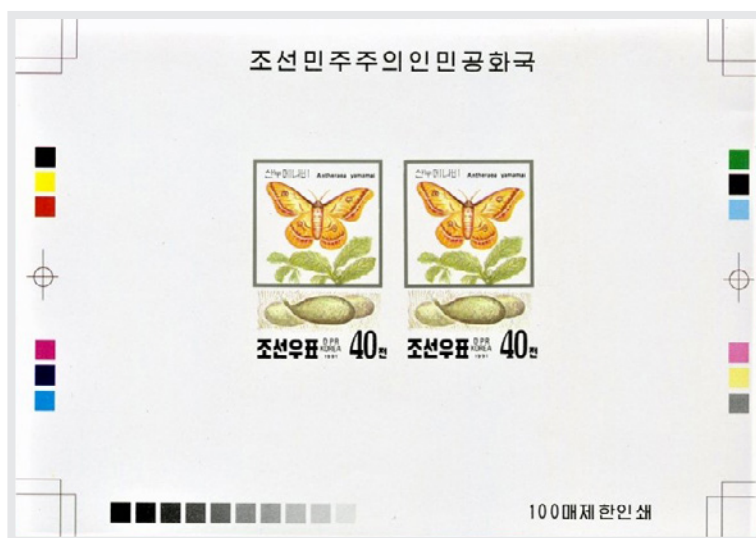 조선민주주의인민공화국
산누에나비 Antheraea yamamai
산누에나비 Antheraea yamamai
조선우표 DPR KOREA 1991 40전
조선우표 DPR KOREA 1991 40전
100매제한인쇄